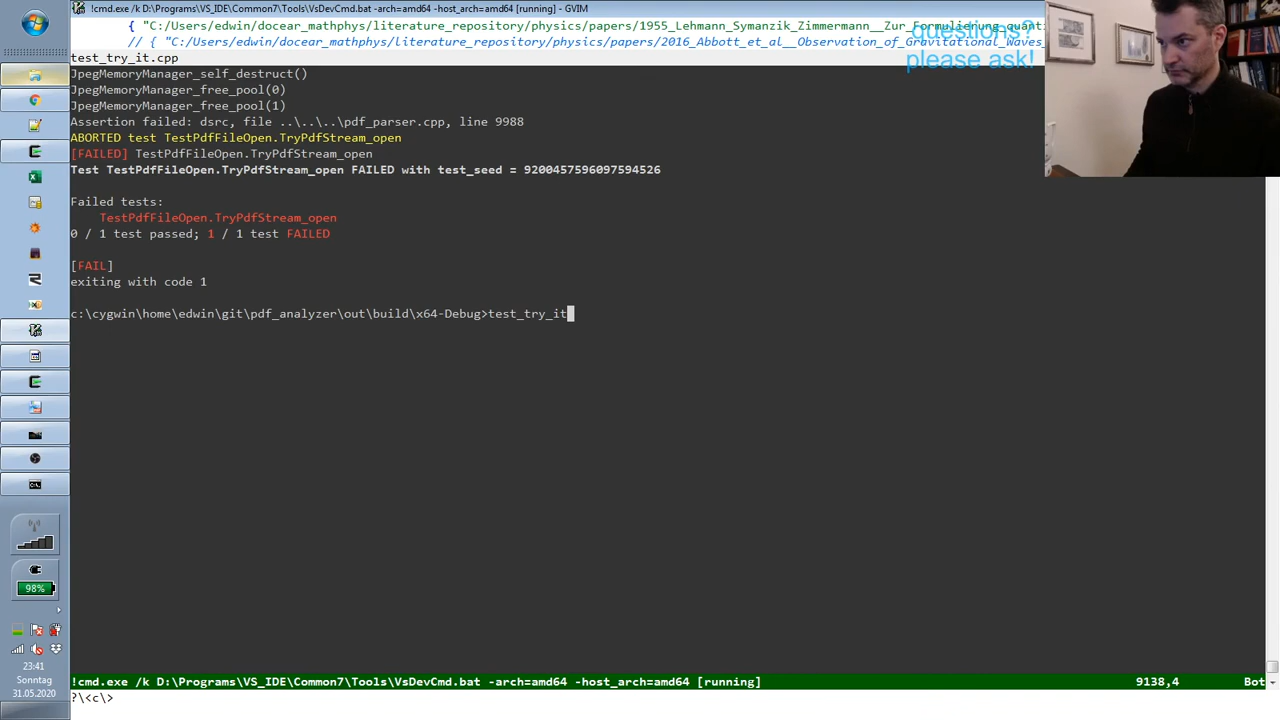 !cmd.exe /k D:\Programs\VS_IDE\Common7\Tools\VsDevCmd.bat -arch=amd64 -host_arch=amd64 [running] - GVIM
{ "C:/Users/edwin/docear_mathphys/literature_repository/physics/papers/1955_Lehmann_Symanzik_Zimmermann__Zur_Formulierung_quant
// { "C:/Users/edwin/docear_mathphys/literature_repository/physics/papers/2016_Abbott_et_al__Observation_of_Gravitational_Waves_
questions?
please ask!
test_try_it.cpp
JpegMemoryManager_self_destruct()
JpegMemoryManager_free_pool(0)
JpegMemoryManager_free_pool(1)
Assertion failed: dsrc, file ..\..\..\pdf_parser.cpp, line 9988
ABORTED test TestPdfFileOpen.TryPdfStream_open
[FAILED] TestPdfFileOpen.TryPdfStream_open
Test TestPdfFileOpen.TryPdfStream_open FAILED with test_seed = 9200457596097594526
Failed tests:
TestPdfFileOpen.TryPdfStream_open
0 / 1 test passed; 1 / 1 test FAILED
[FAIL]
exiting with code 1
c:\cygwin\home\edwin\git\pdf_analyzer\out\build\x64-Debug>test_try_it
98%
23:41
Sonntag
31.05.2020
!cmd.exe /k D:\Programs\VS_IDE\Common7\Tools\VsDevCmd.bat -arch=amd64 -host_arch=amd64 [running] 9138,4 Bot
?\<c\>